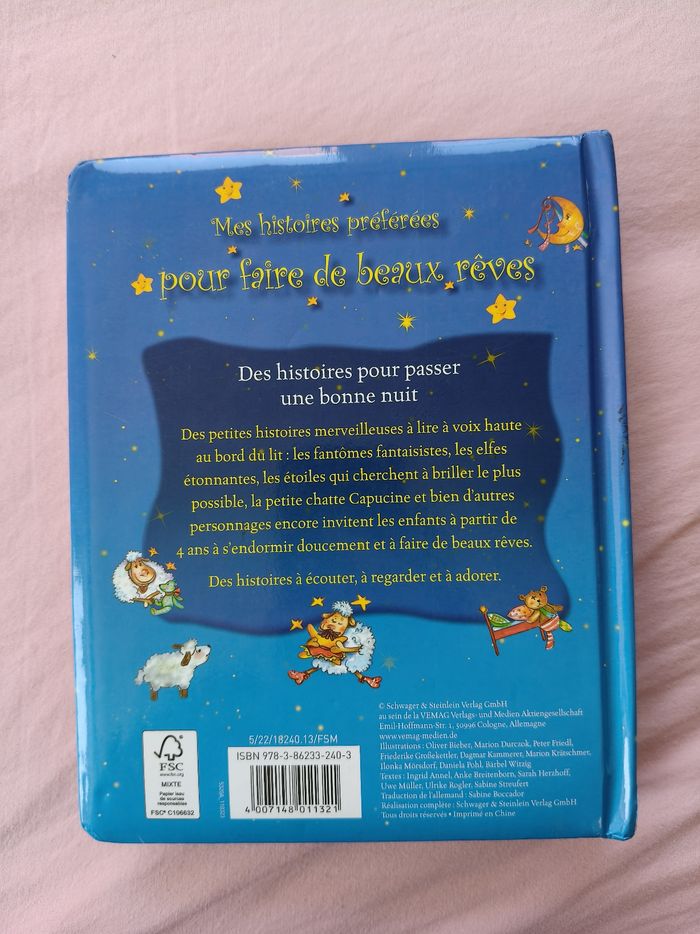 Mes histoires préférées
pour faire de beaux rêves
Des histoires pour passer
une bonne nuit
Des petites histoires merveilleuses à lire à voix haute
au bord du lit : les fantômes fantaisistes, les elfes
étonnantes, les étoiles qui cherchent à briller le plus
possible, la petite chatte Capucine et bien d'autres
personnages encore invitent les enfants à partir de
4 ans à s'endormir doucement et à faire de beaux rêves.
Des histoires à écouter, à regarder et à adorer.
© Schwager & Steinlein Verlag GmbH
au sein de la VEMAG Verlags- und Medien Aktiengesellschaft
Emil-Hoffmann-Str. 1, 50996 Cologne, Allemagne
www.vemag-medien.de
Illustrations : Oliver Bieber, Marion Durczok, Peter Friedl,
Friederike Großekettler, Dagmar Kammerer, Marion Krätschmer,
Ilonka Mörsdorf, Daniela Pohl, Bärbel Witzig
Textes : Ingrid Annel, Anke Breitenborn, Sarah Herzhoff,
Uwe Müller, Ulrike Rogler, Sabine Streufert
Traduction de l'allemand : Sabine Boccador
Réalisation complète : Schwager & Steinlein Verlag GmbH
Tous droits réservés • Imprimé en Chine
5/22/18240.13/FSM
ISBN 978-3-86233-240-3
4 007148 011321
FSC
www.fsc.org
MIXTE
Papier issu
de sources
responsables
FSC® C106632